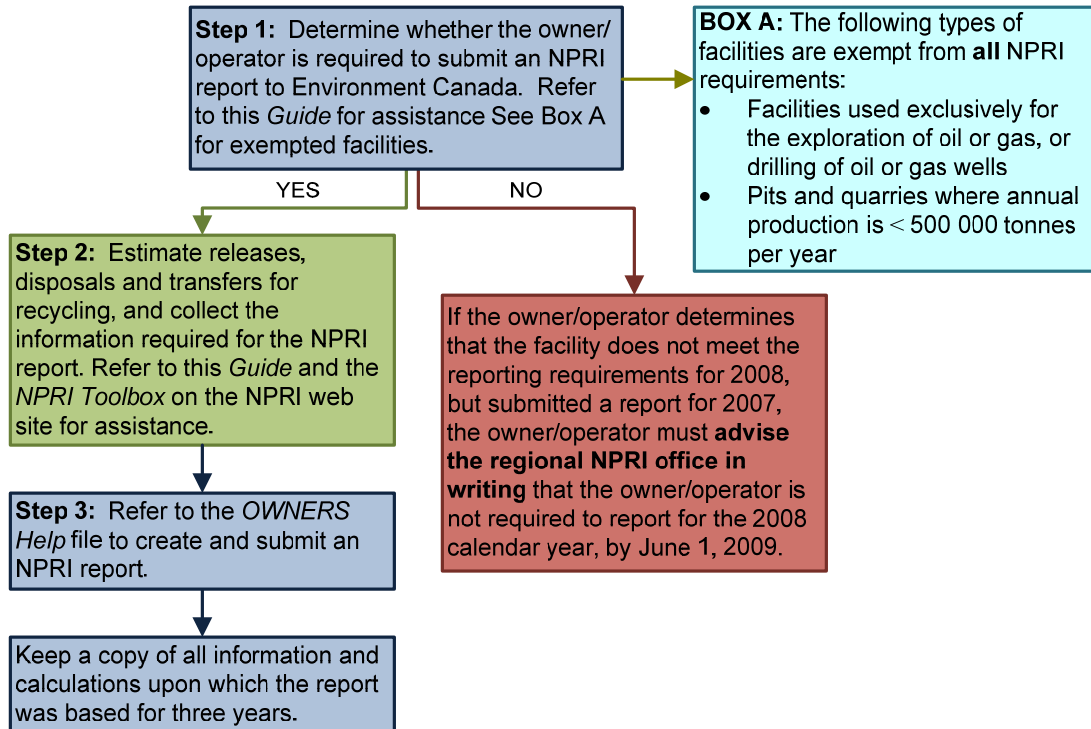 Step 1: Determine whether the owner/
operator is required to submit an NPRI
report to Environment Canada. Refer
to this Guide for assistance See Box A
for exempted facilities.
BOX A: The following types of
facilities are exempt from all NPRI
requirements:
• Facilities used exclusively for
the exploration of oil or gas, or
drilling of oil or gas wells
• Pits and quarries where annual
production is < 500 000 tonnes
per year
YES
NO
Step 2: Estimate releases,
disposals and transfers for
recycling, and collect the
information required for the NPRI
report. Refer to this Guide and the
NPRI Toolbox on the NPRI web
site for assistance.
If the owner/operator determines
that the facility does not meet the
reporting requirements for 2008,
but submitted a report for 2007,
the owner/operator must advise
the regional NPRI office in
writing that the owner/operator is
not required to report for the 2008
calendar year, by June 1, 2009.
Step 3: Refer to the OWNERS
Help file to create and submit an
NPRI report.
Keep a copy of all information and
calculations upon which the report
was based for three years.